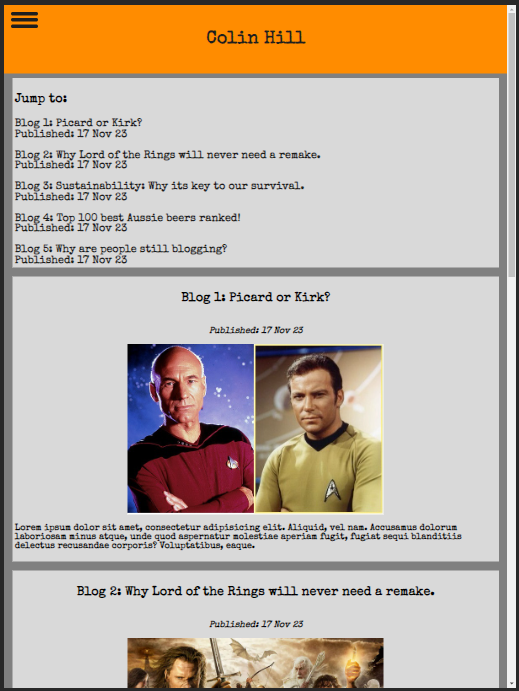 Colin Hill
Jump to:
Blog 1: Picard or Kirk?
Published: 17 Nov 23
Blog 2: Why Lord of the Rings will never need a remake.
Published: 17 Nov 23
Blog 3: Sustainability: Why its key to our survival.
Published: 17 Nov 23
Blog 4: Top 100 best Aussie beers ranked!
Published: 17 Nov 23
Blog 5: Why are people still blogging?
Published: 17 Nov 23
Blog 1: Picard or Kirk?
Published: 17 Nov 23
Lorem ipsum dolor sit amet, consectetur adipisicing elit. Aliquid, vel nam. Accusamus dolorum
laboriosam minus atque, unde quod aspernatur molestiae aperiam fugit, fugiat sequi blanditiis
delectus recusandae corporis? Voluptatibus, eaque.
Blog 2: Why Lord of the Rings will never need a remake.
Published: 17 Nov 23